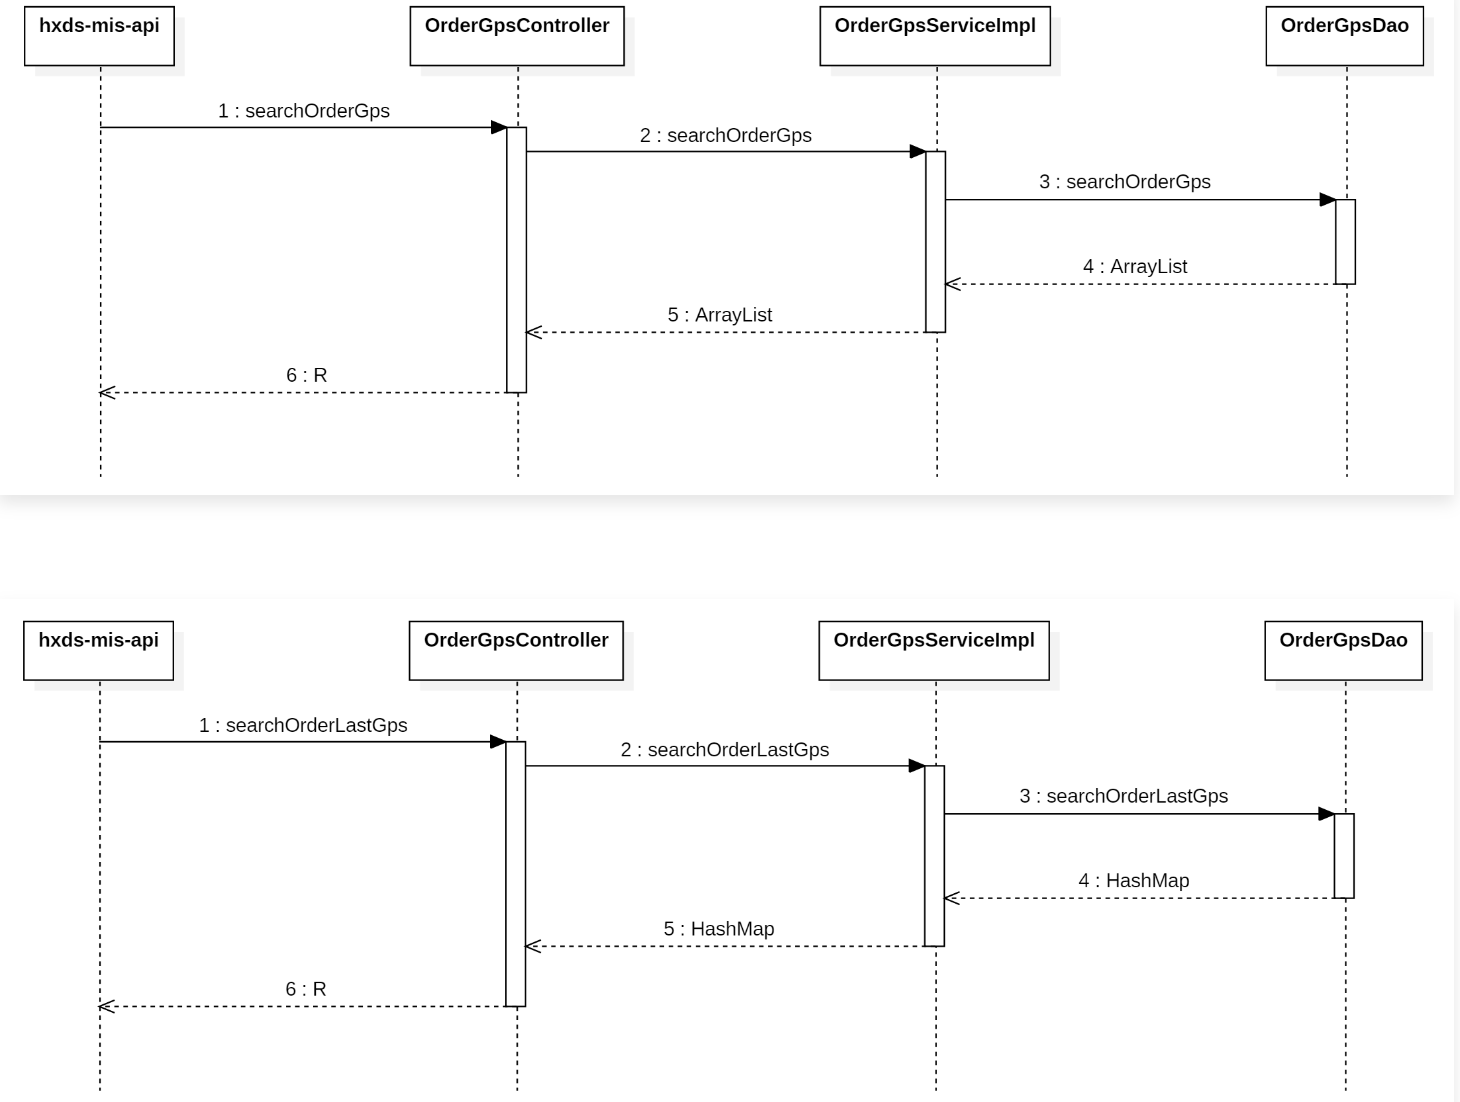 hxds-mis-api
OrderGpsController
OrderGpsServiceImpl
OrderGpsDao
1 : searchOrderGps
2 : searchOrderGps
3 : searchOrderGps
4 : ArrayList
5 : ArrayList
6 : R
hxds-mis-api
OrderGpsController
OrderGpsServiceImpl
OrderGpsDao
1 : searchOrderLastGps
2 : searchOrderLastGps
3 : searchOrderLastGps
4 : HashMap
5 : HashMap
6 : R